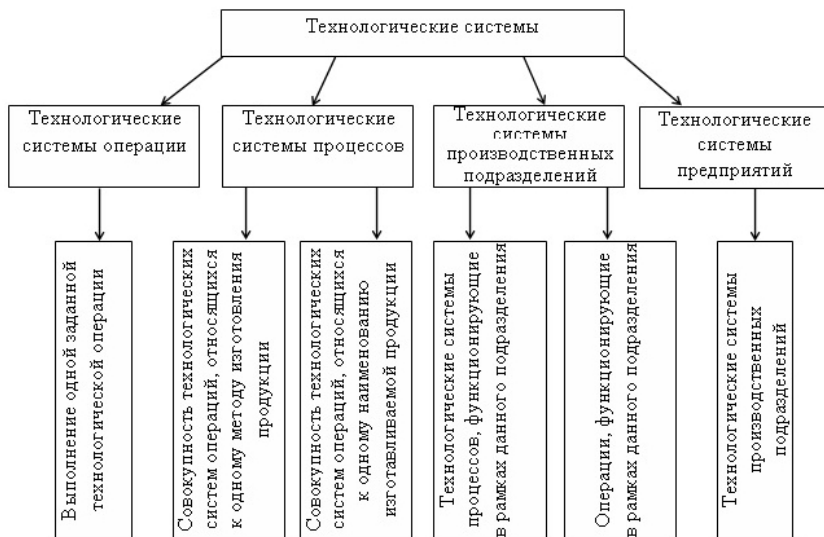 Технологические системы
Технологические
системы операции
Технологические
системы процессов
Технологические
системы
производственных
подразделений
Технологические
системы
предприятий
Выполнение одной заданной
технологической операции
Совокупность технологических
систем операций, относящихся
к одному методу изготовления
продукции
Совокупность технологических
систем операций, относящихся
к одному наименованию
изготавливаемой продукции
Технологические системы
процессов, функционирующие
в рамках данного подразделения
Операции, функционирующие
в рамках данного подразделения
Технологические системы
производственных
подразделений